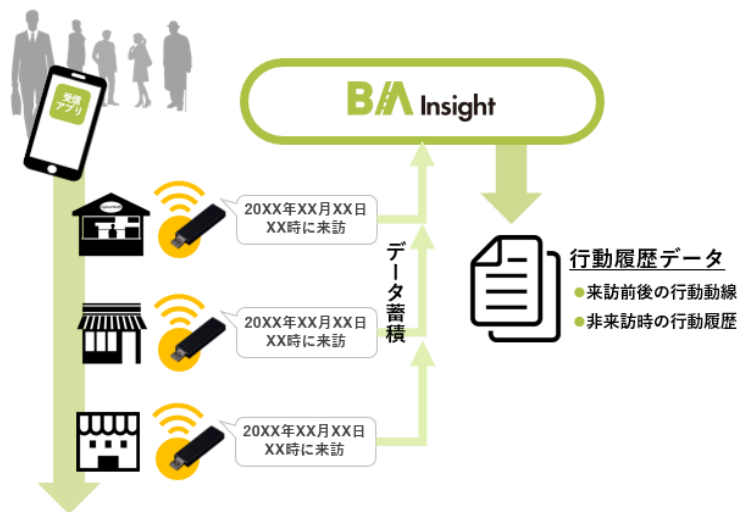 受信
アプリ
BIA Insight
20XX年XX月XX日
XX時に来訪
20XX年XX月XX日
XX時に来訪
20XX年XX月XX日
XX時に来訪
データ蓄積
行動履歴データ
●来訪前後の行動動線
●非来訪時の行動履歴